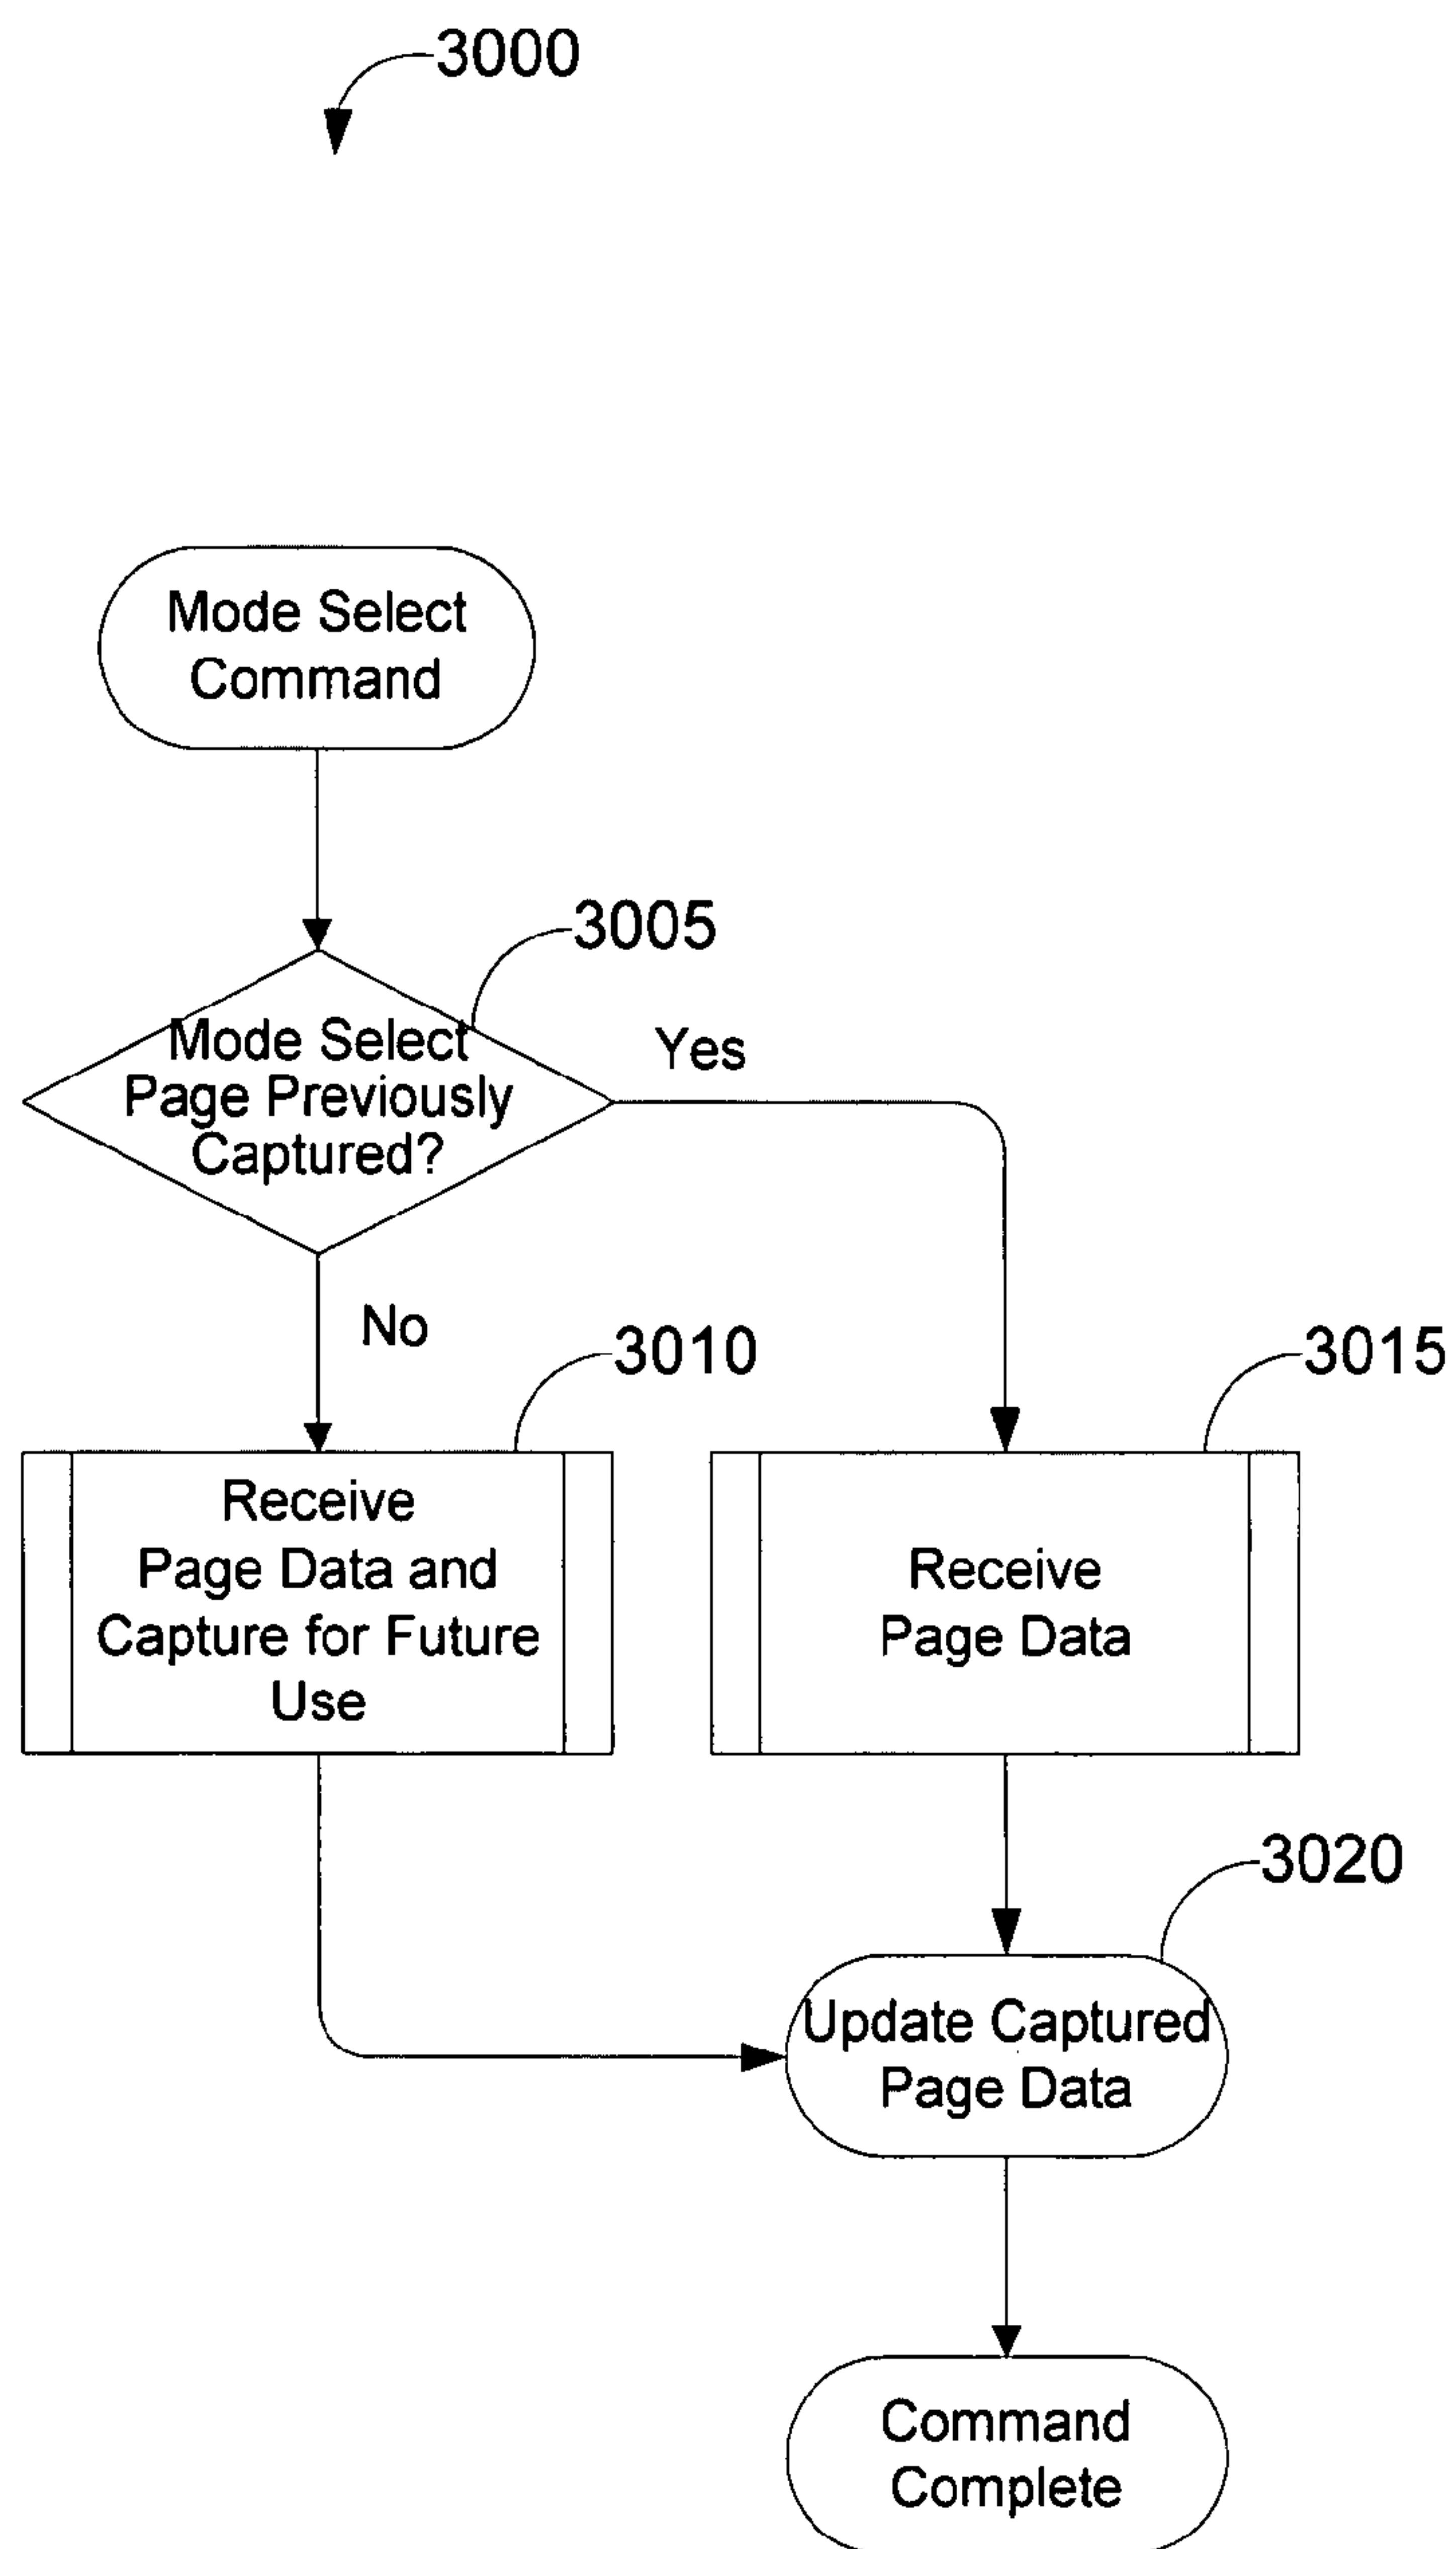 3000
Mode Select
Command
3005
Mode Select
Page Previously
Captured?
Yes
No
3010
3015
Receive
Page Data and
Capture for Future
Use
Receive
Page Data
3020
Update Captured
Page Data
Command
Complete